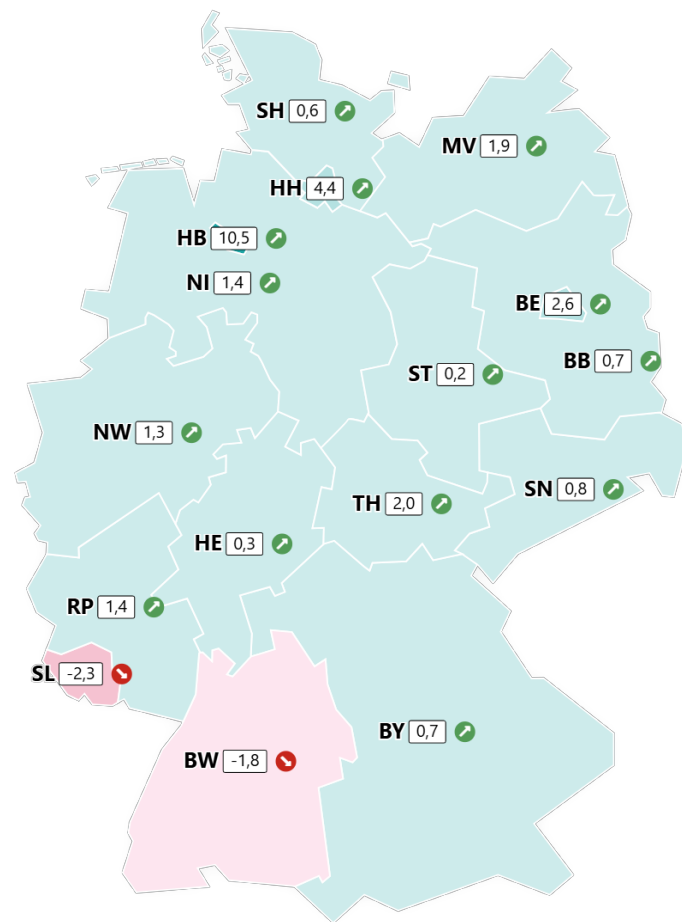 SH 0,6
MV 1,9
HH 4,4
HB 10,5
NI 1,4
BE 2,6
BB 0,7
ST 0,2
NW 1,3
SN 0,8
TH 2,0
HE 0,3
RP 1,4
SL -2,3
BY 0,7
BW -1,8